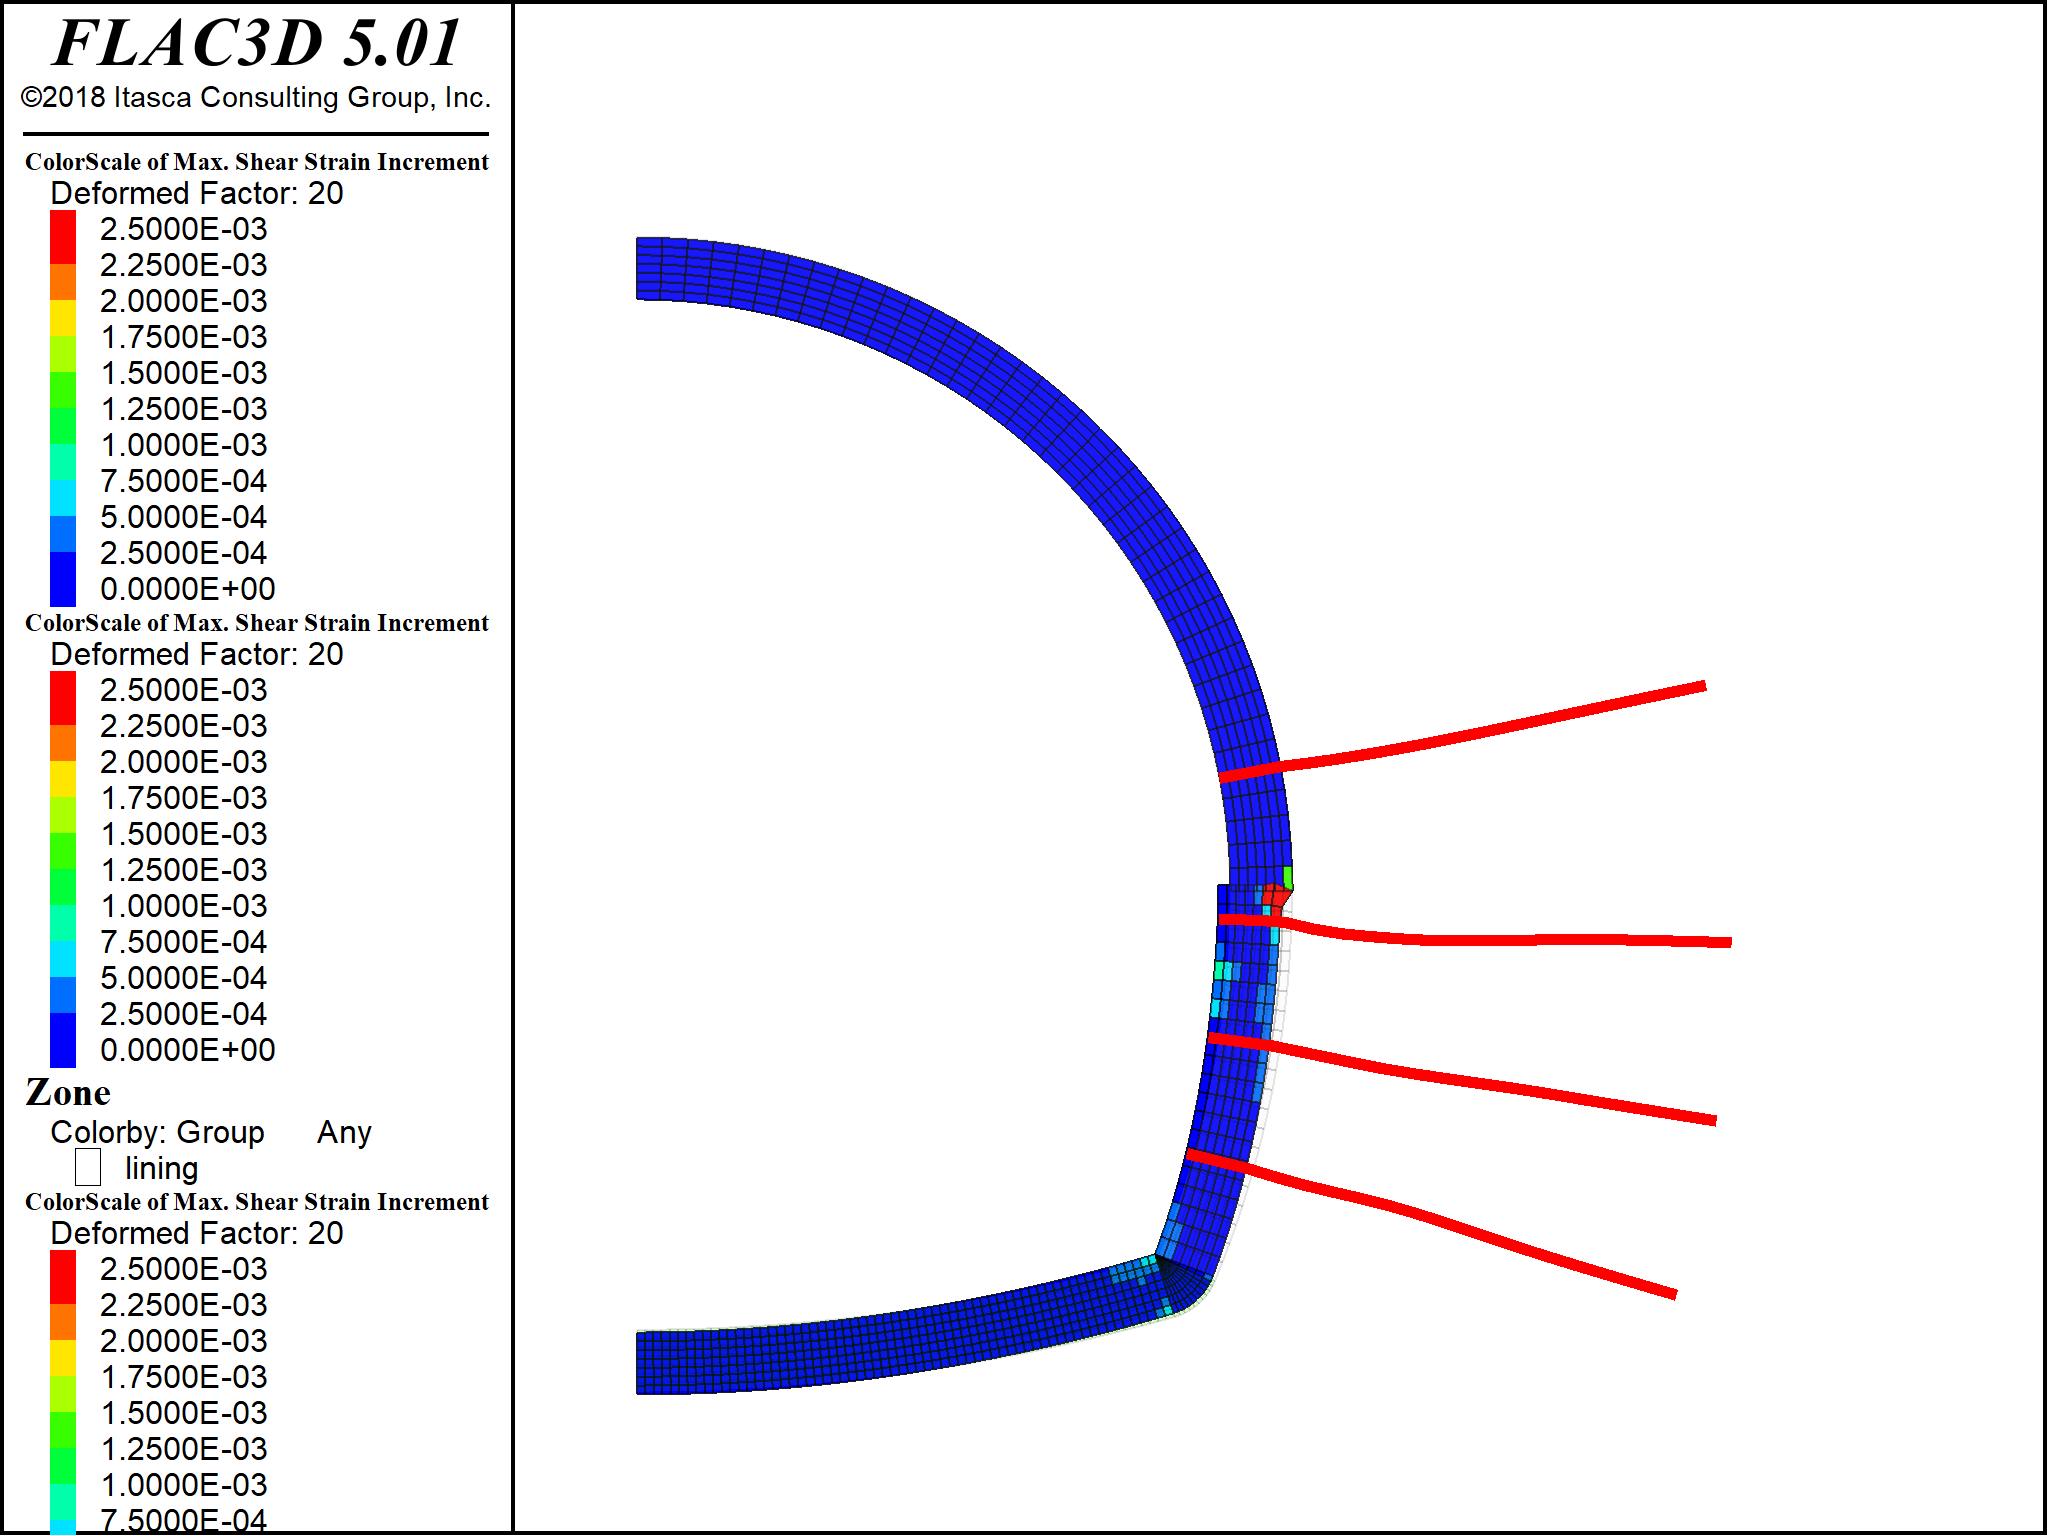 FLAC3D 5.01
©2018 Itasca Consulting Group, Inc.
ColorScale of Max. Shear Strain Increment
Deformed Factor: 20
2.5000E-03
2.2500E-03
2.0000E-03
1.7500E-03
1.5000E-03
1.2500E-03
1.0000E-03
7.5000E-04
5.0000E-04
2.5000E-04
0.0000E+00
ColorScale of Max. Shear Strain Increment
Deformed Factor: 20
2.5000E-03
2.2500E-03
2.0000E-03
1.7500E-03
1.5000E-03
1.2500E-03
1.0000E-03
7.5000E-04
5.0000E-04
2.5000E-04
0.0000E+00
Zone
Colorby: Group Any
lining
ColorScale of Max. Shear Strain Increment
Deformed Factor: 20
2.5000E-03
2.2500E-03
2.0000E-03
1.7500E-03
1.5000E-03
1.2500E-03
1.0000E-03
7.5000E-04